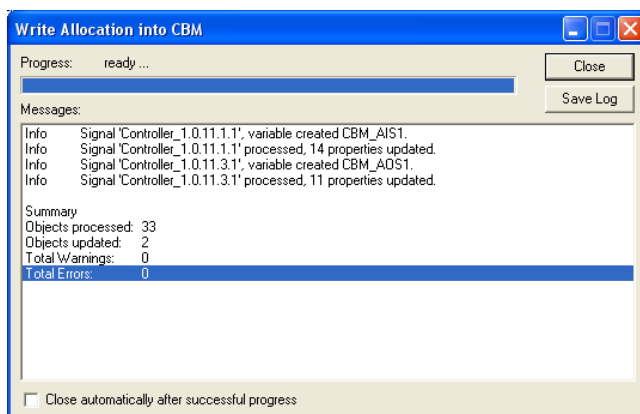 Write Allocation into CBM
Progress: ready ...
Close
Save Log
Messages:
Info Signal 'Controller_1.0.11.1.1', variable created CBM_AIS1.
Info Signal 'Controller_1.0.11.1.1' processed, 14 properties updated.
Info Signal 'Controller_1.0.11.3.1', variable created CBM_AOS1.
Info Signal 'Controller_1.0.11.3.1' processed, 11 properties updated.
Summary
Objects processed: 33
Objects updated: 2
Total Warnings: 0
Total Errors: 0
Close automatically after successful progress